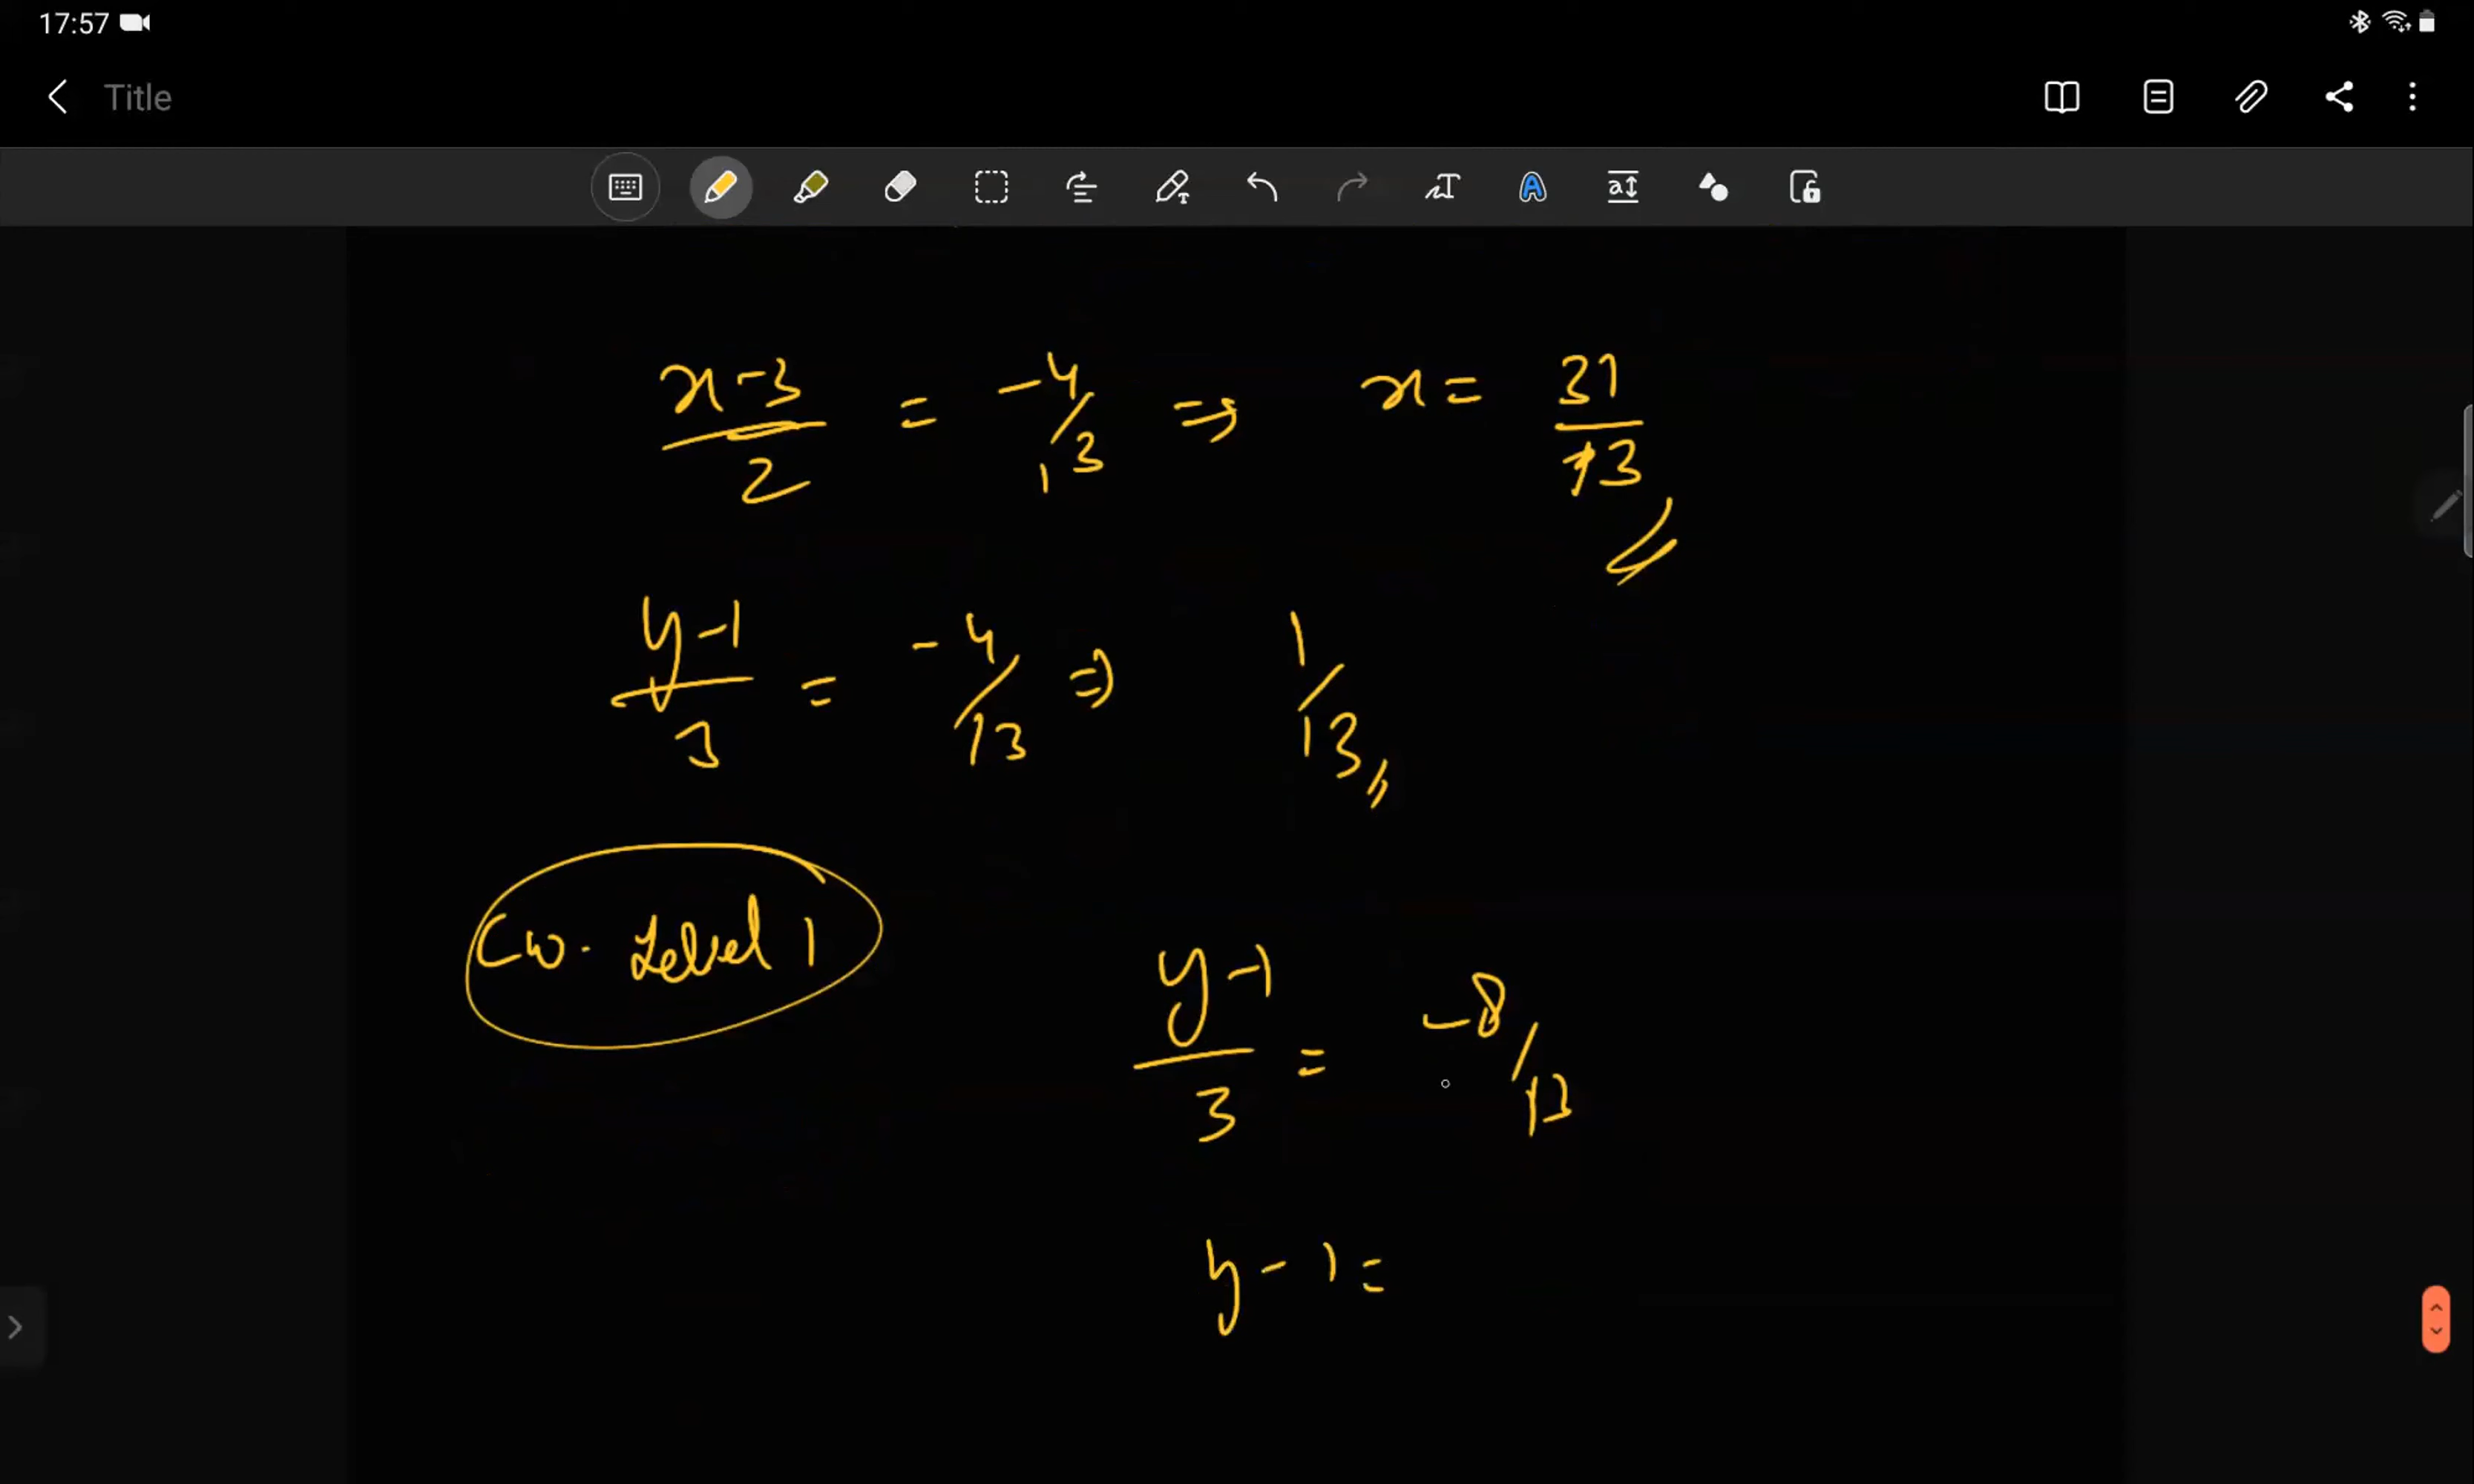 17:57
Title
x-3/2 = -4/13 ⇒ x = 31/13
y-1/3 = -4/13 ⇒ 1/13
Cw. Level 1
y-1/3 = -8/13
y-1=